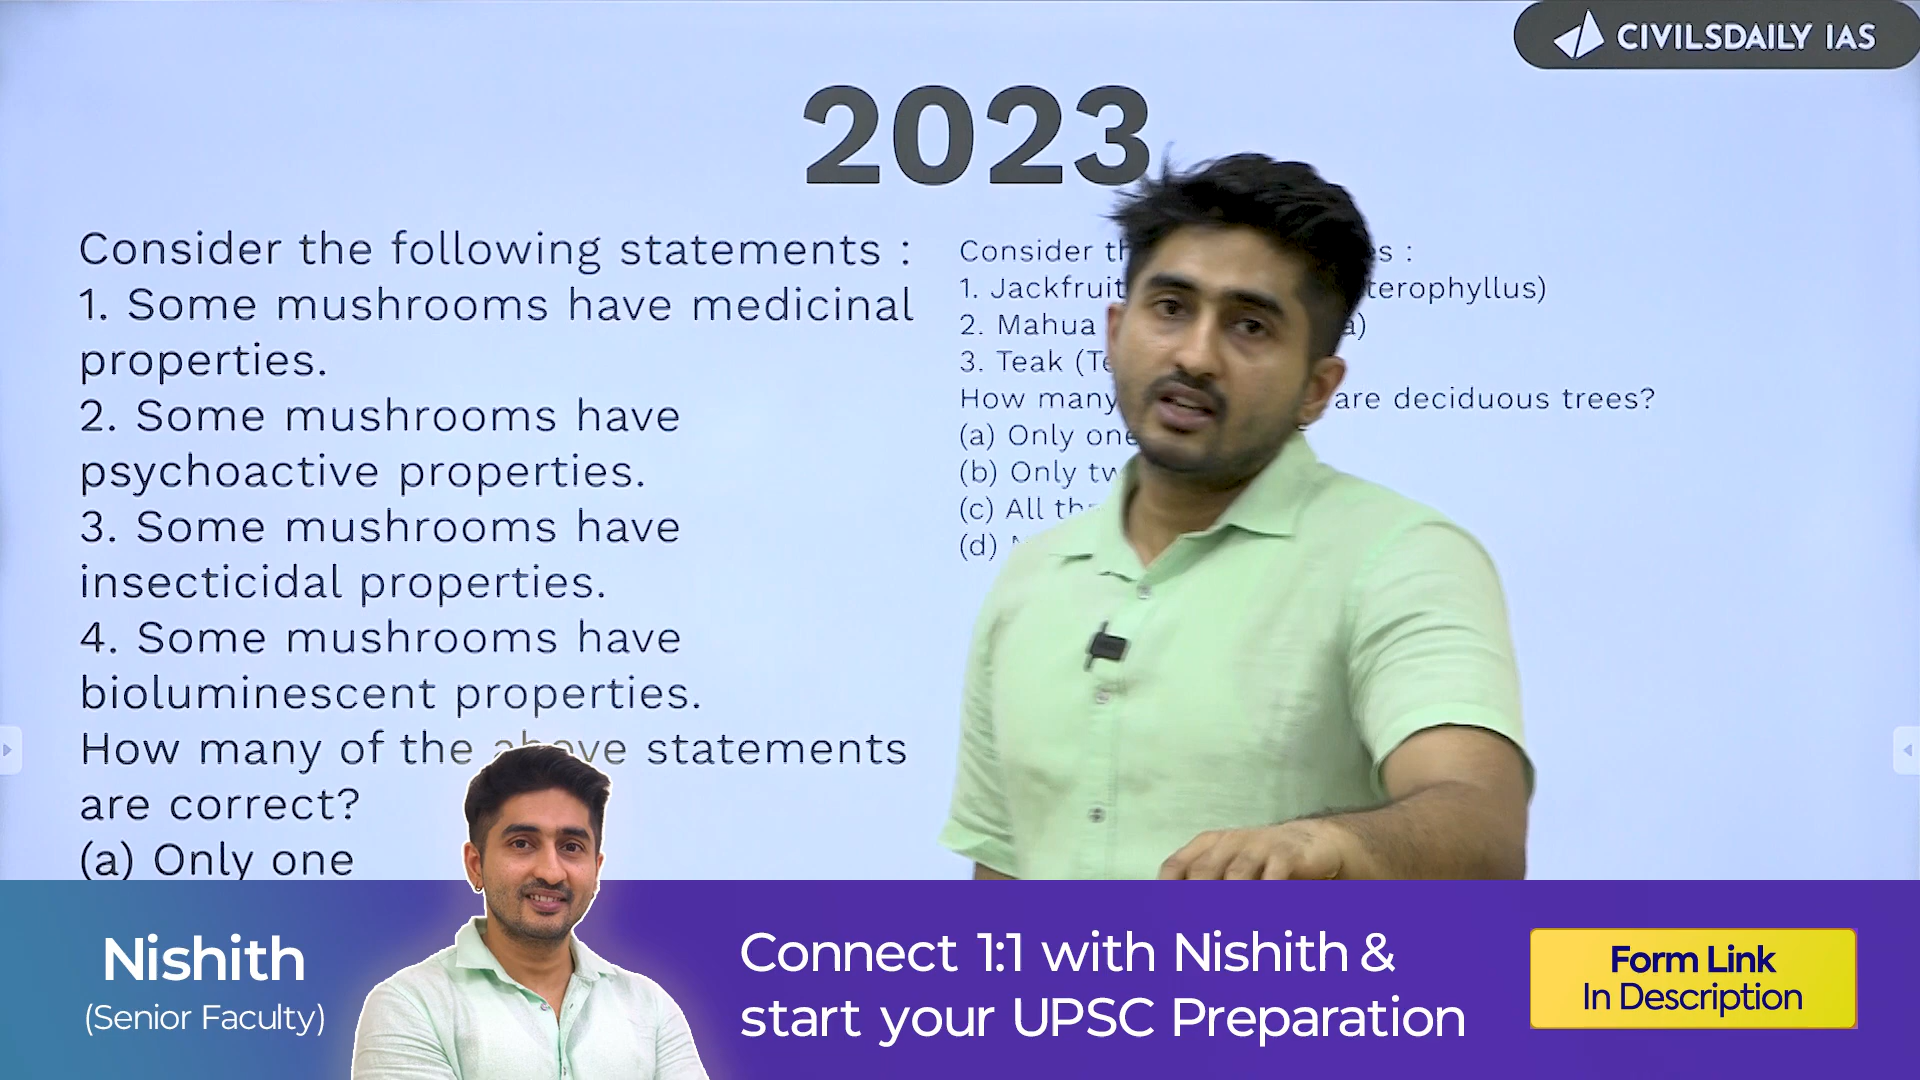 CIVILSDAILY IAS
2023
Consider the following statements :
1. Some mushrooms have medicinal
properties.
2. Some mushrooms have
psychoactive properties.
3. Some mushrooms have
insecticidal properties.
4. Some mushrooms have
bioluminescent properties.
How many of the above statements
are correct?
(a) Only one
Consider
1. Jackfruit terophyllus)
2. Mahua a)
3. Teak
How many are deciduous trees?
(a) Only one
(b) Only
(c) All
(d)
Nishith
(Senior Faculty)
Connect 1:1 with Nishith &
start your UPSC Preparation
Form Link
In Description